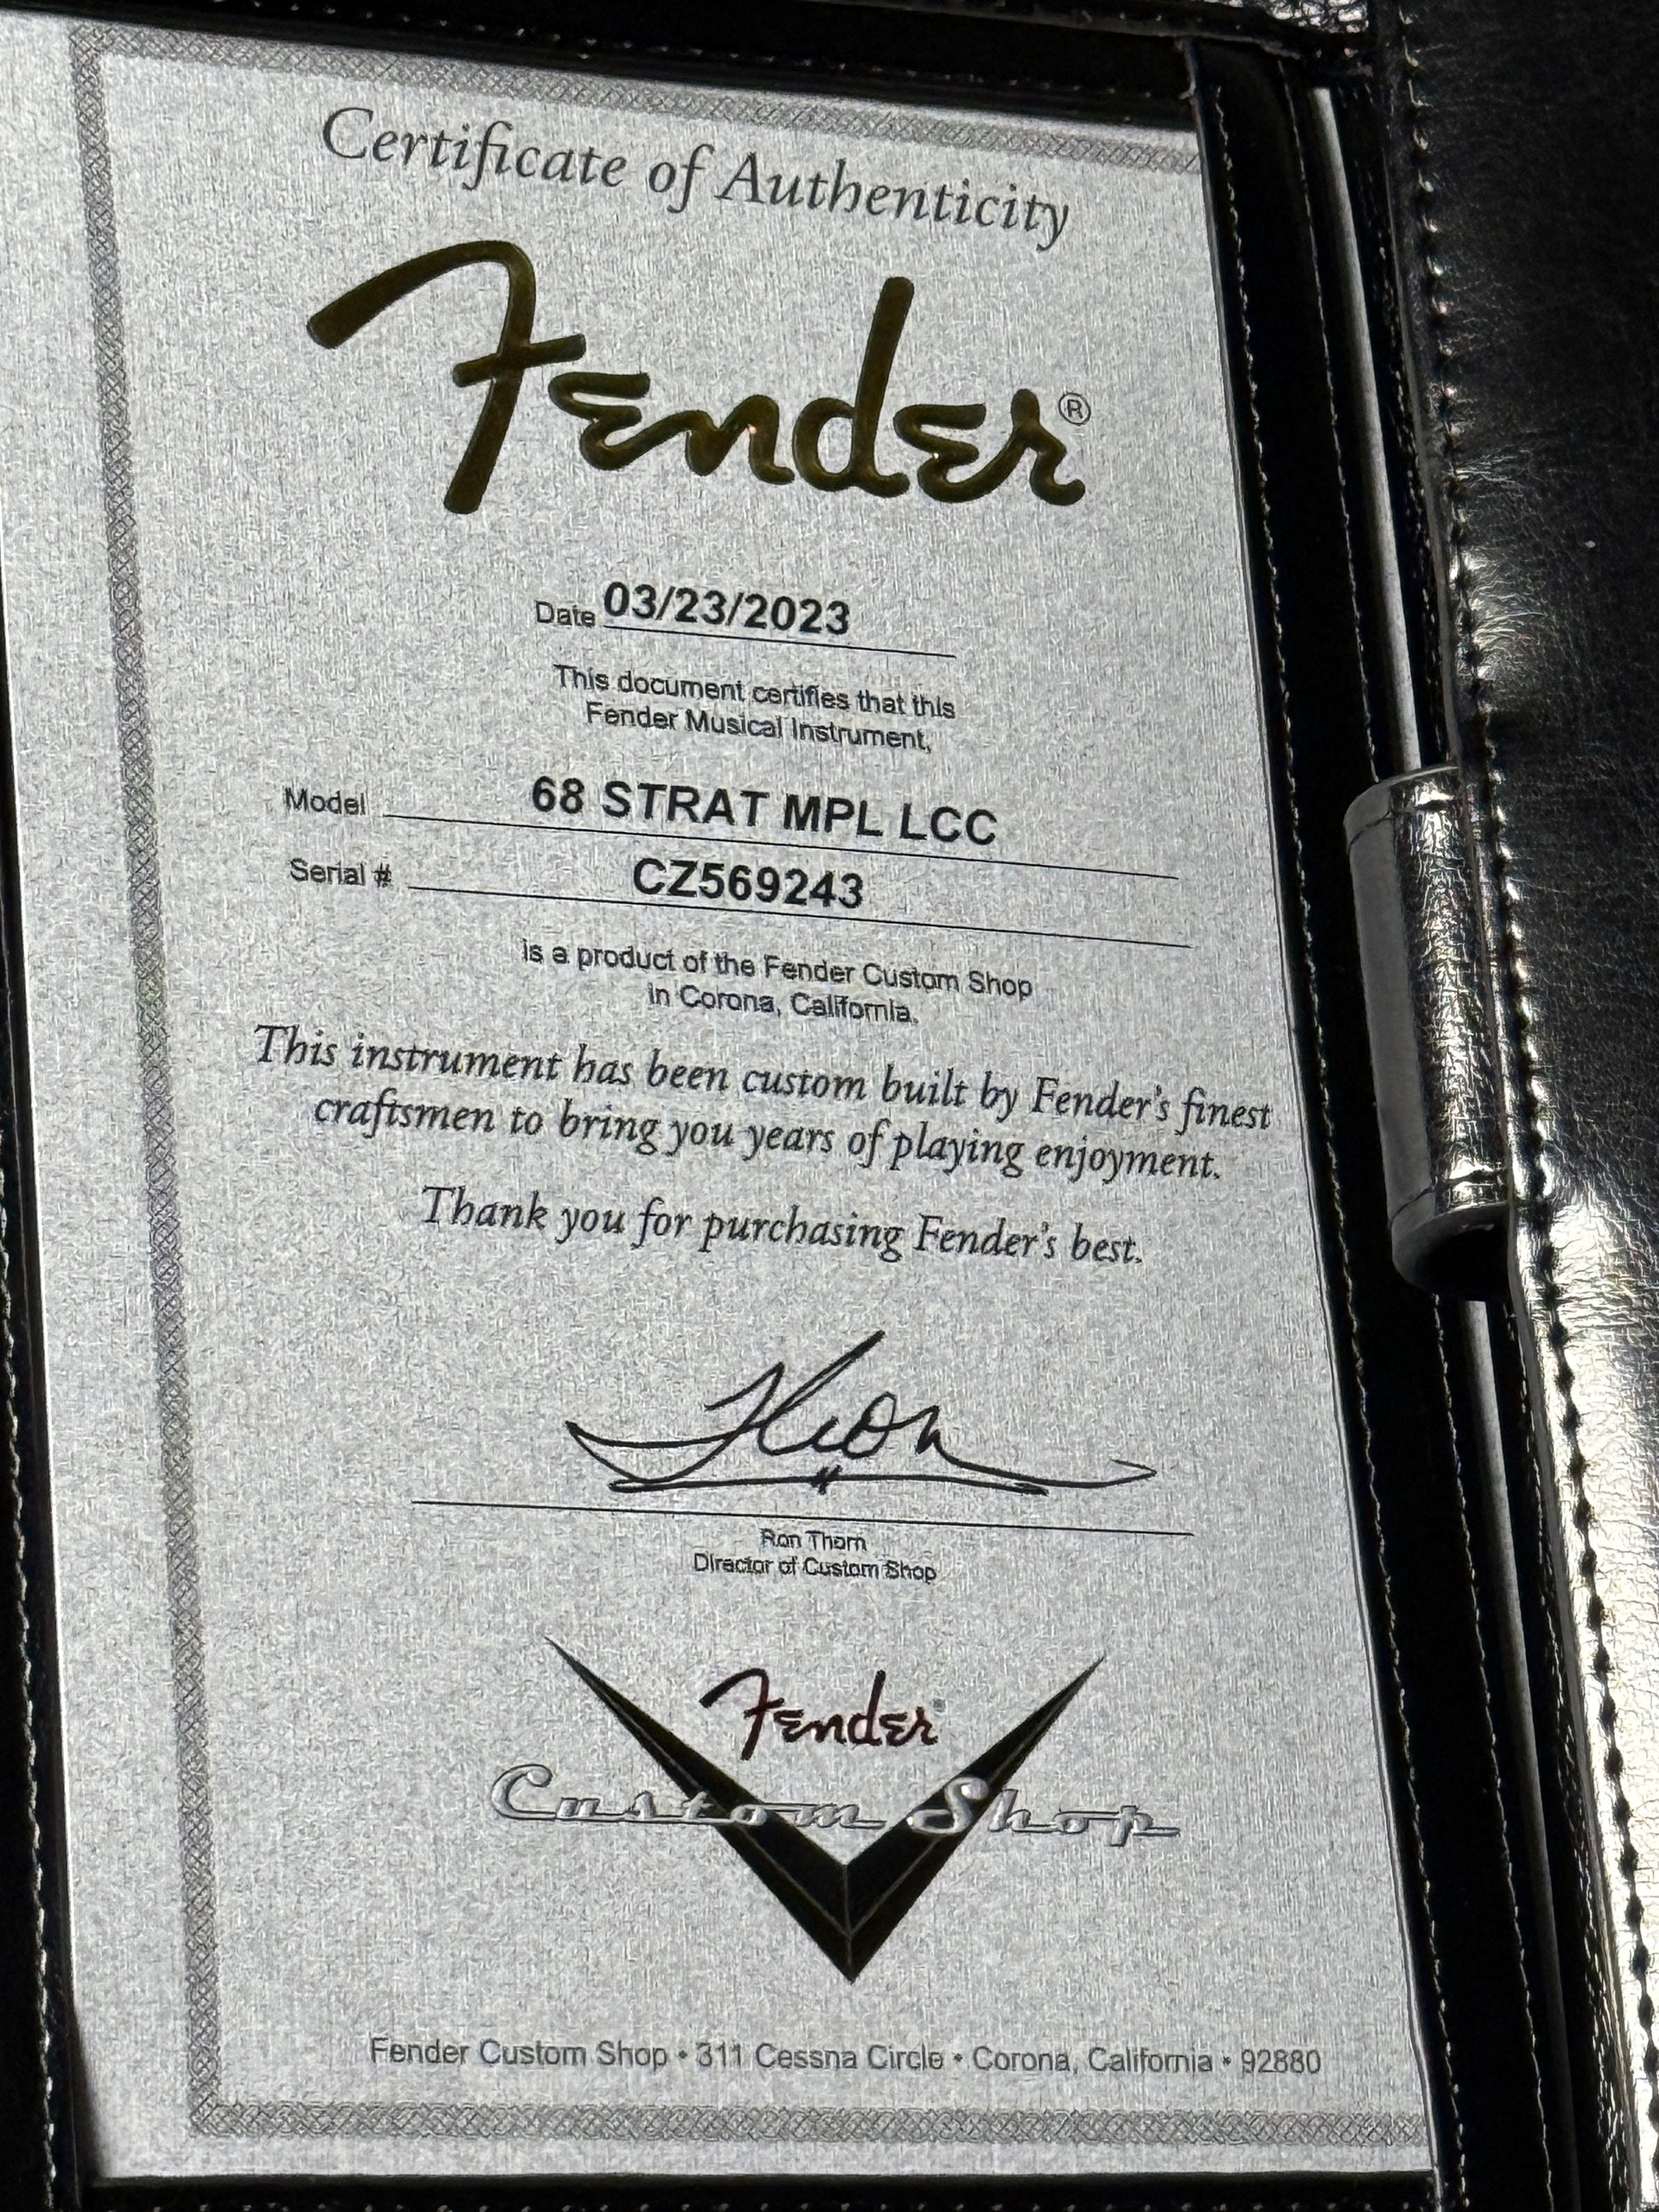 Certificate of Authenticity
Fender®
Date 03/23/2023
This document certifies that this
Fender Musical Instrument,
Model 68 STRAT MPL LCC
Serial # CZ569243
is a product of the Fender Custom Shop
in Corona, California.
This instrument has been custom built by Fender's finest
craftsmen to bring you years of playing enjoyment.
Thank you for purchasing Fender's best.
Ron Thorn
Director of Custom Shop
Fender®
Custom Shop
Fender Custom Shop • 311 Cessna Circle • Corona, California • 92880